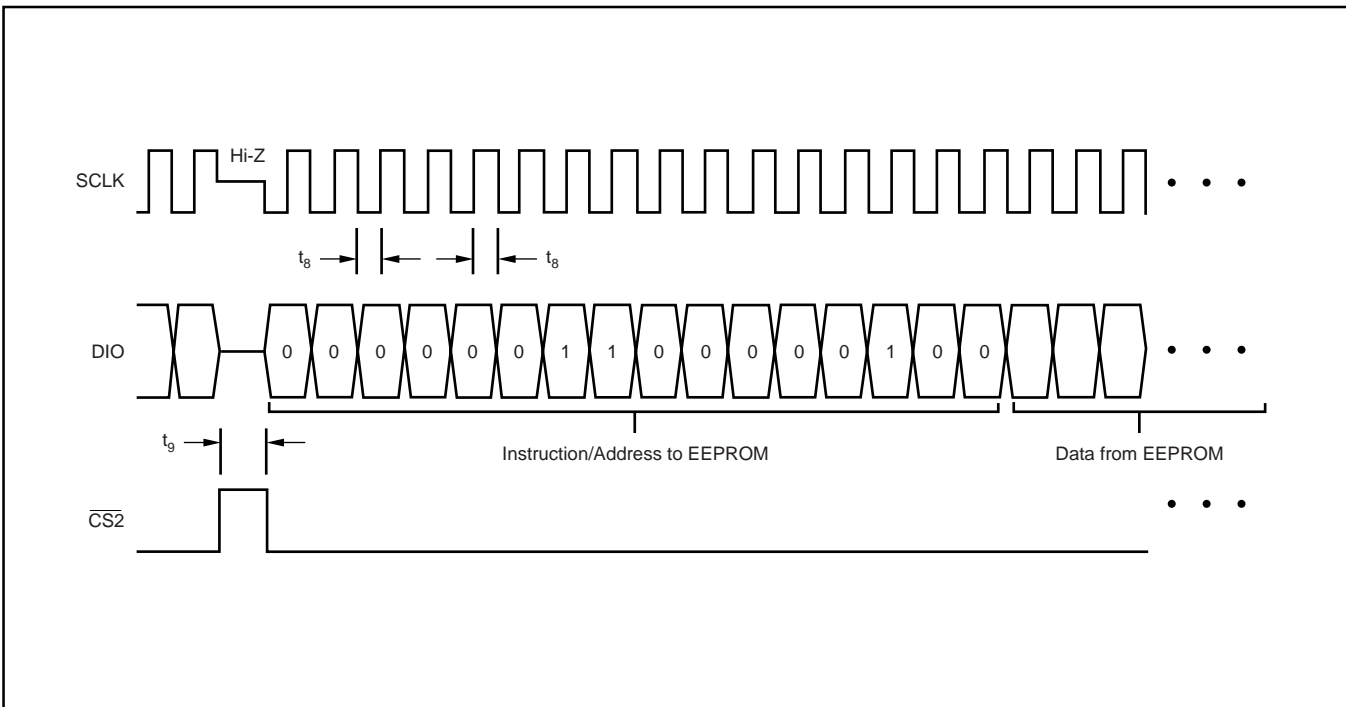 Hi-Z
SCLK
t8 t8
DIO 0 0 0 0 0 0 1 1 0 0 0 0 0 1 0 0
t9
Instruction/Address to EEPROM Data from EEPROM
CS2